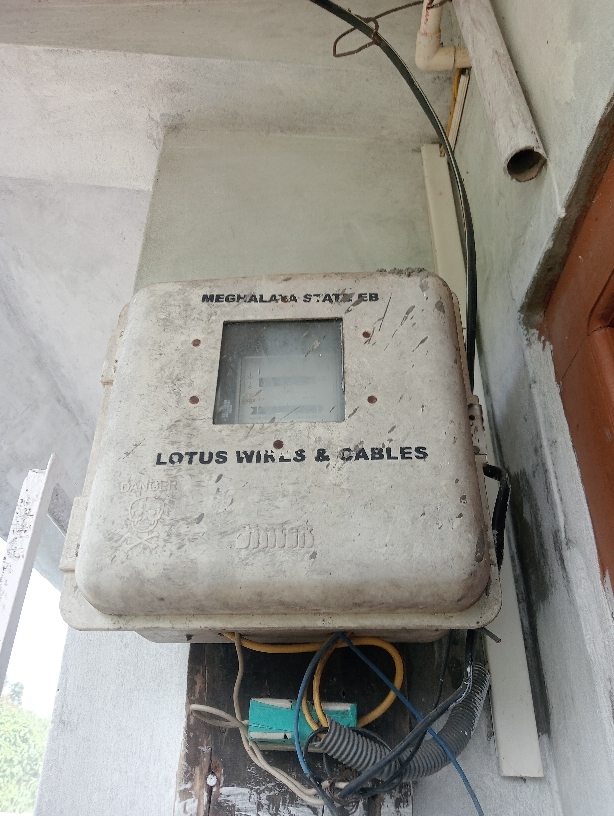 MEGHALAYA STATE EB
LOTUS WIRES & CABLES
DANGER